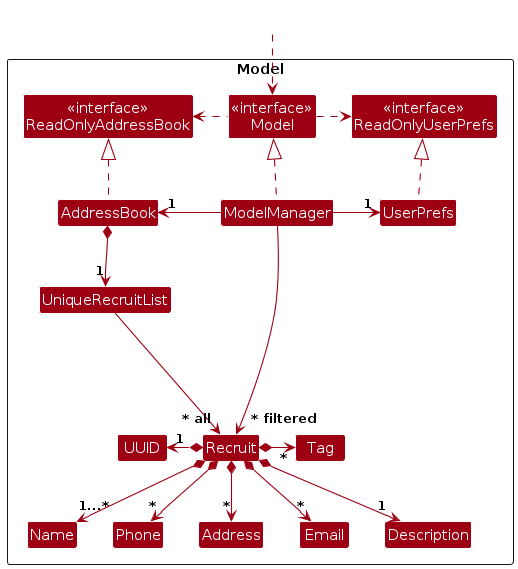 Model
«interface»
ReadOnlyAddressBook
«interface»
Model
«interface»
ReadOnlyUserPrefs
AddressBook
1
ModelManager
1
UserPrefs
1
UniqueRecruitList
* all
* filtered
UUID
1
Recruit
*
Tag
1...*
*
*
*
1
Name
Phone
Address
Email
Description